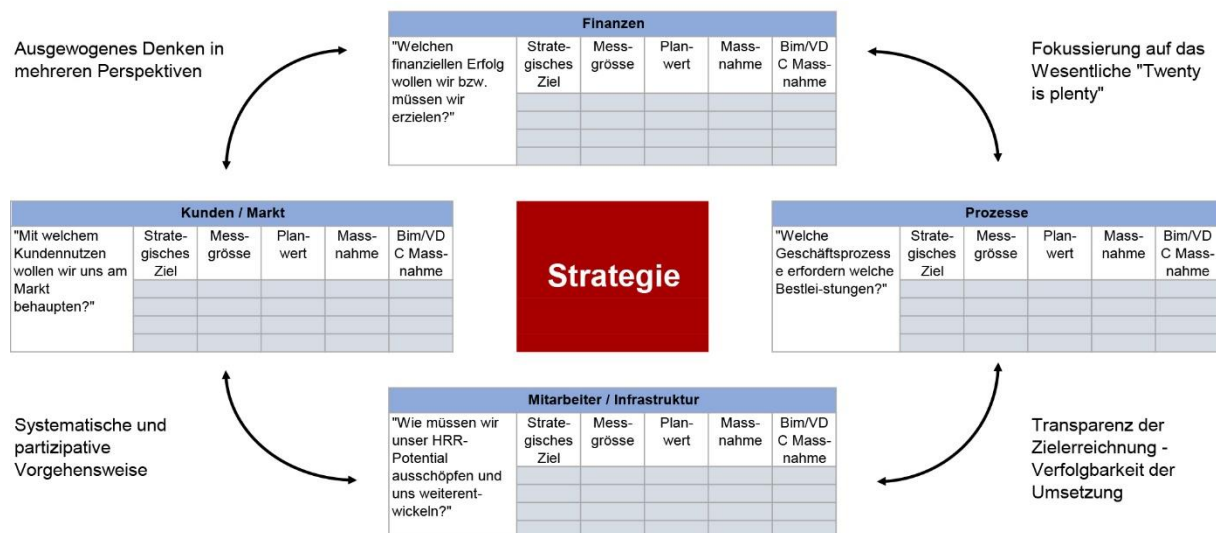 Ausgewogenes Denken in
mehreren Perspektiven
Finanzen
"Welchen
finanziellen Erfolg
wollen wir bzw.
müssen wir
erzielen?"
Strate-
gisches
Ziel
Mess-
grösse
Plan-
wert
Mass-
nahme
Bim/VD
C Mass-
nahme
Fokussierung auf das
Wesentliche "Twenty
is plenty"
Kunden / Markt
"Mit welchem
Kundennutzen
wollen wir uns am
Markt
behaupten?"
Strate-
gisches
Ziel
Mess-
grösse
Plan-
wert
Mass-
nahme
Bim/VD
C Mass-
nahme
Strategie
Prozesse
"Welche
Geschäftsprozess
e erfordern welche
Bestlei-stungen?"
Strate-
gisches
Ziel
Mess-
grösse
Plan-
wert
Mass-
nahme
Bim/VD
C Mass-
nahme
Systematische und
partizipative
Vorgehensweise
Mitarbeiter / Infrastruktur
"Wie müssen wir
unser HRR-
Potential
ausschöpfen und
uns weiterent-
wickeln?"
Strate-
gisches
Ziel
Mess-
grösse
Plan-
wert
Mass-
nahme
Bim/VD
C Mass-
nahme
Transparenz der
Zielerreichnung -
Verfolgbarkeit der
Umsetzung